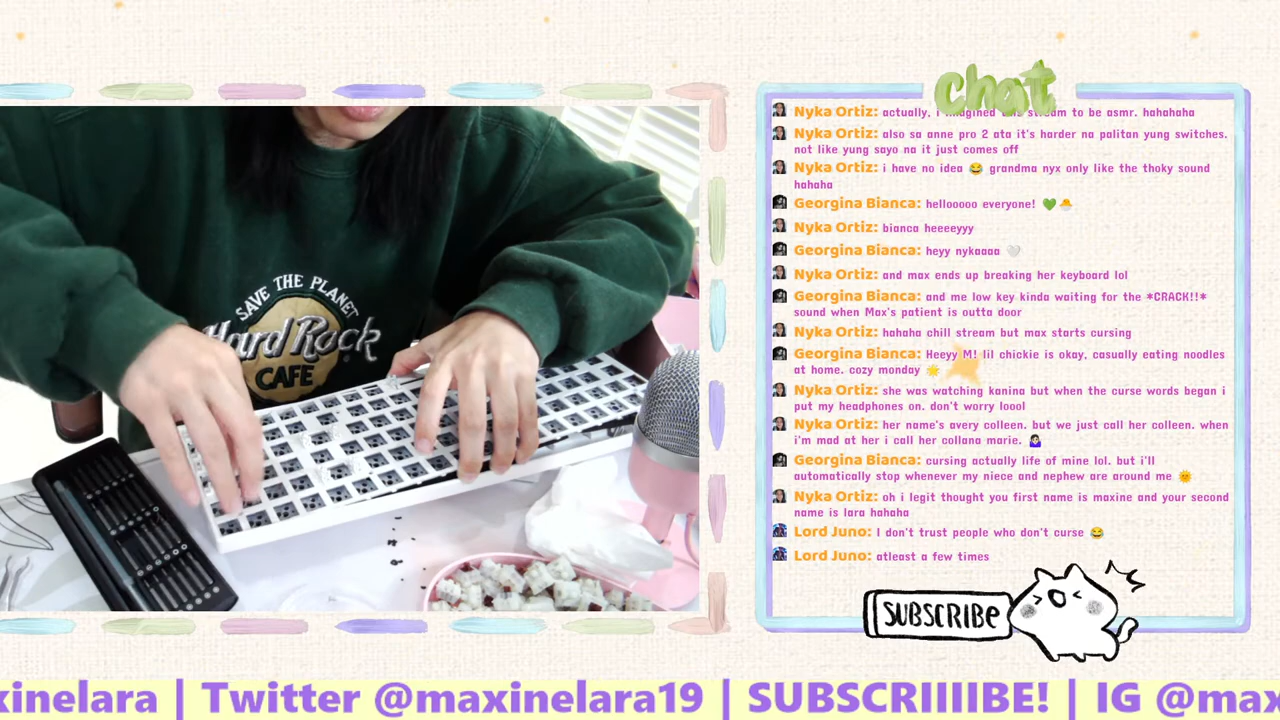 SAVE THE PLANET
Hard Rock
CAFE
chat
Nyka Ortiz: actually, i imagined this stream to be asmr. hahahaha
Nyka Ortiz: also sa anne pro 2 ata it's harder na palitan yung switches.
not like yung sayo na it just comes off
Nyka Ortiz: i have no idea 😂 grandma nyx only like the thoky sound
hahaha
Georgina Bianca: hellooooo everyone! 💚🐣
Nyka Ortiz: bianca heeeeyyy
Georgina Bianca: heyy nykaaaa 🤍
Nyka Ortiz: and max ends up breaking her keyboard lol
Georgina Bianca: and me low key kinda waiting for the *CRACK!!*
sound when Max's patient is outta door
Nyka Ortiz: hahaha chill stream but max starts cursing
Georgina Bianca: Heeyy M! lil chickie is okay, casually eating noodles
at home. cozy monday 🌟
Nyka Ortiz: she was watching kanina but when the curse words began i
put my headphones on. don't worry loool
Nyka Ortiz: her name's avery colleen. but we just call her colleen. when
i'm mad at her i call her collana marie. 🤷🏻‍♀️
Georgina Bianca: cursing actually life of mine lol. but i'll
automatically stop whenever my niece and nephew are around me 🌞
Nyka Ortiz: oh i legit thought you first name is maxine and your second
name is lara hahaha
Lord Juno: I don't trust people who don't curse 😂
Lord Juno: atleast a few times
SUBSCRIBE
xinelara | Twitter @maxinelara19 | SUBSCRIIIIBE! | IG @max